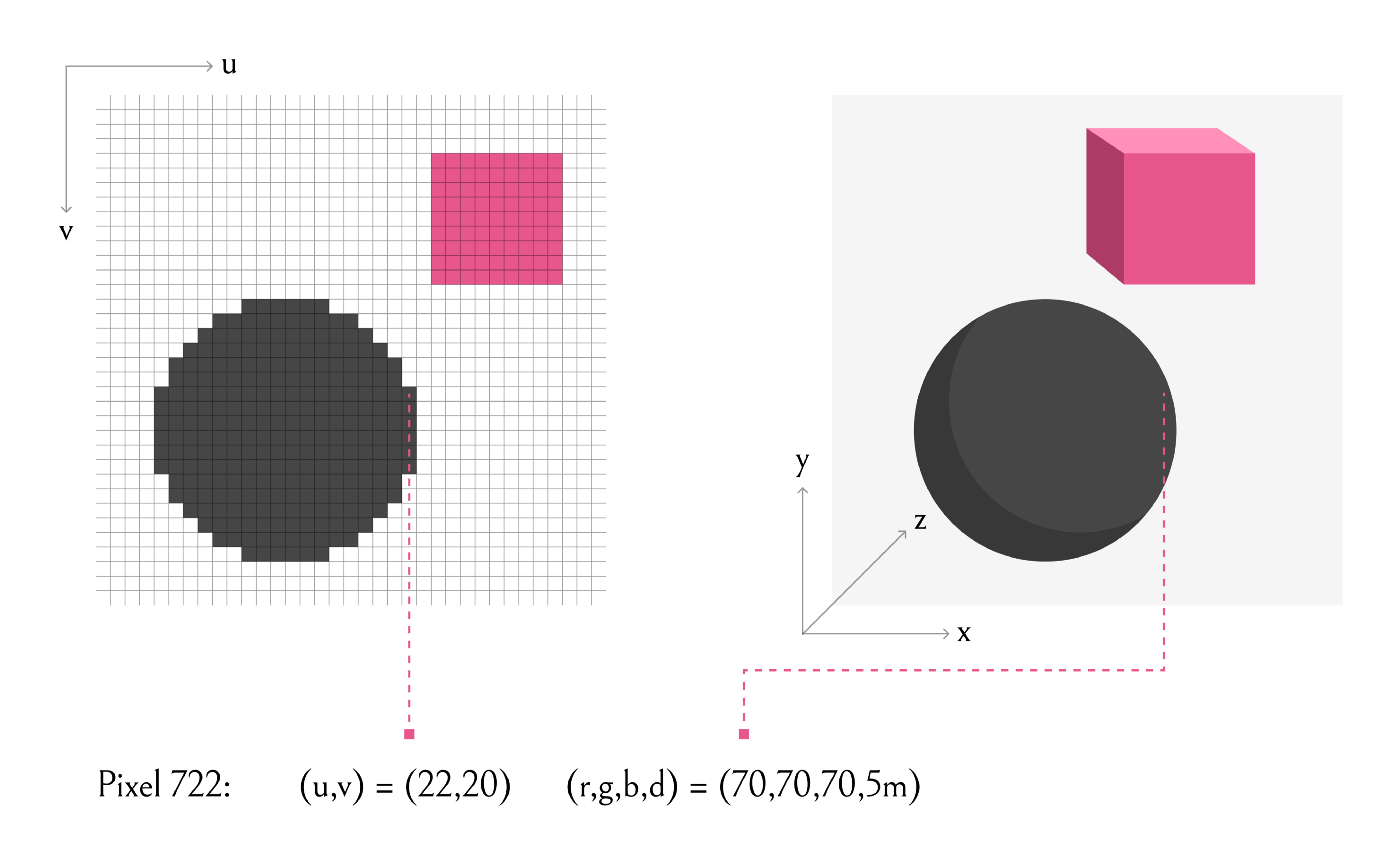 u
v
y
z
x
Pixel 722: (u,v) = (22,20) (r,g,b,d) = (70,70,70,5m)